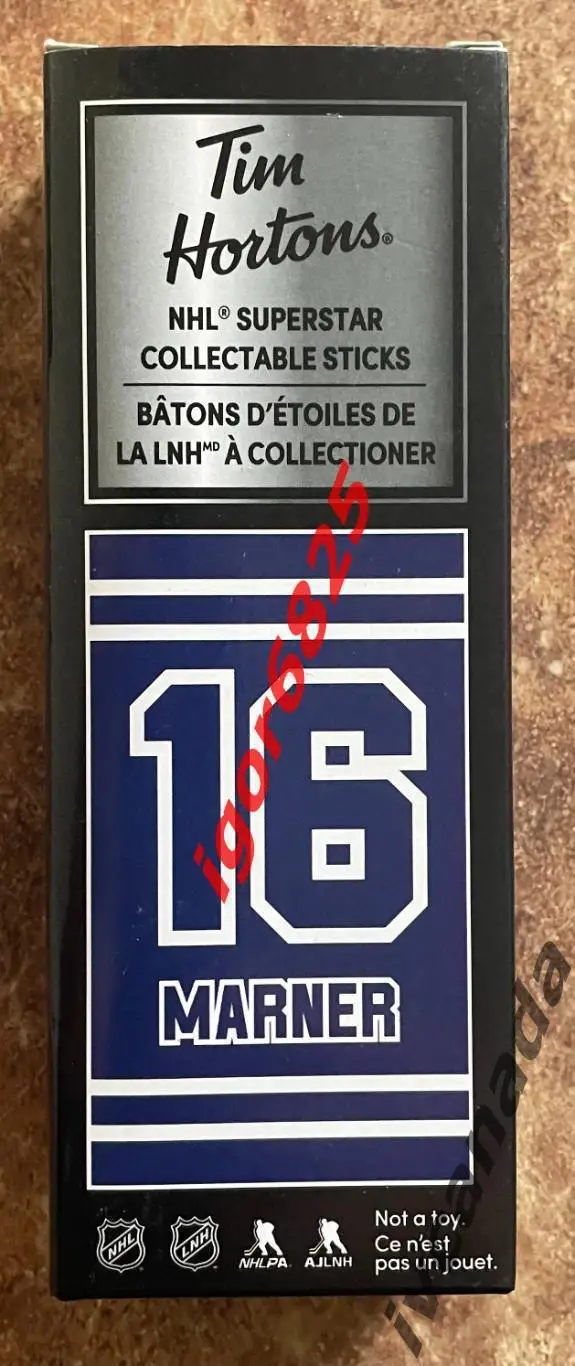 Tim
Hortons®
NHL® SUPERSTAR
COLLECTABLE STICKS
BÂTONS D'ÉTOILES DE
LA LNHᴹᴰ À COLLECTIONER
igor6825
16
MARNER
NHL
LNH
NHLPA.
AJLNH
Not a toy.
Ce n'est
pas un jouet.